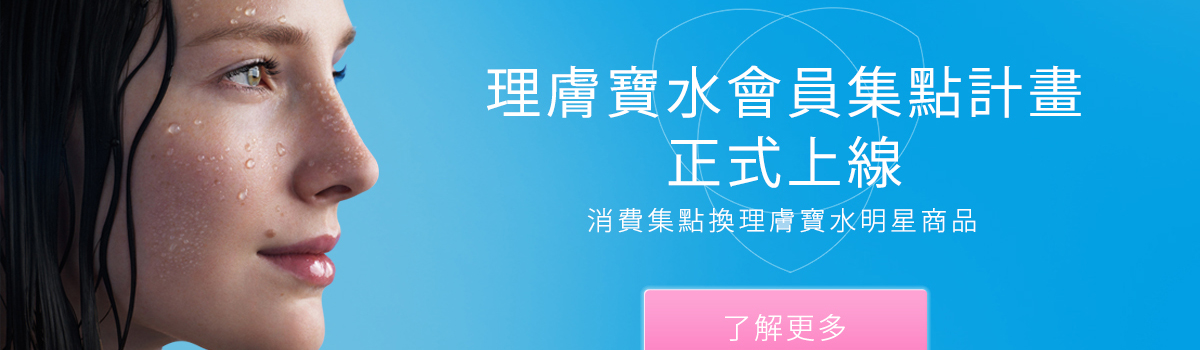 理膚寶水會員集點計畫
正式上線
消費集點換理膚寶水明星商品
了解更多